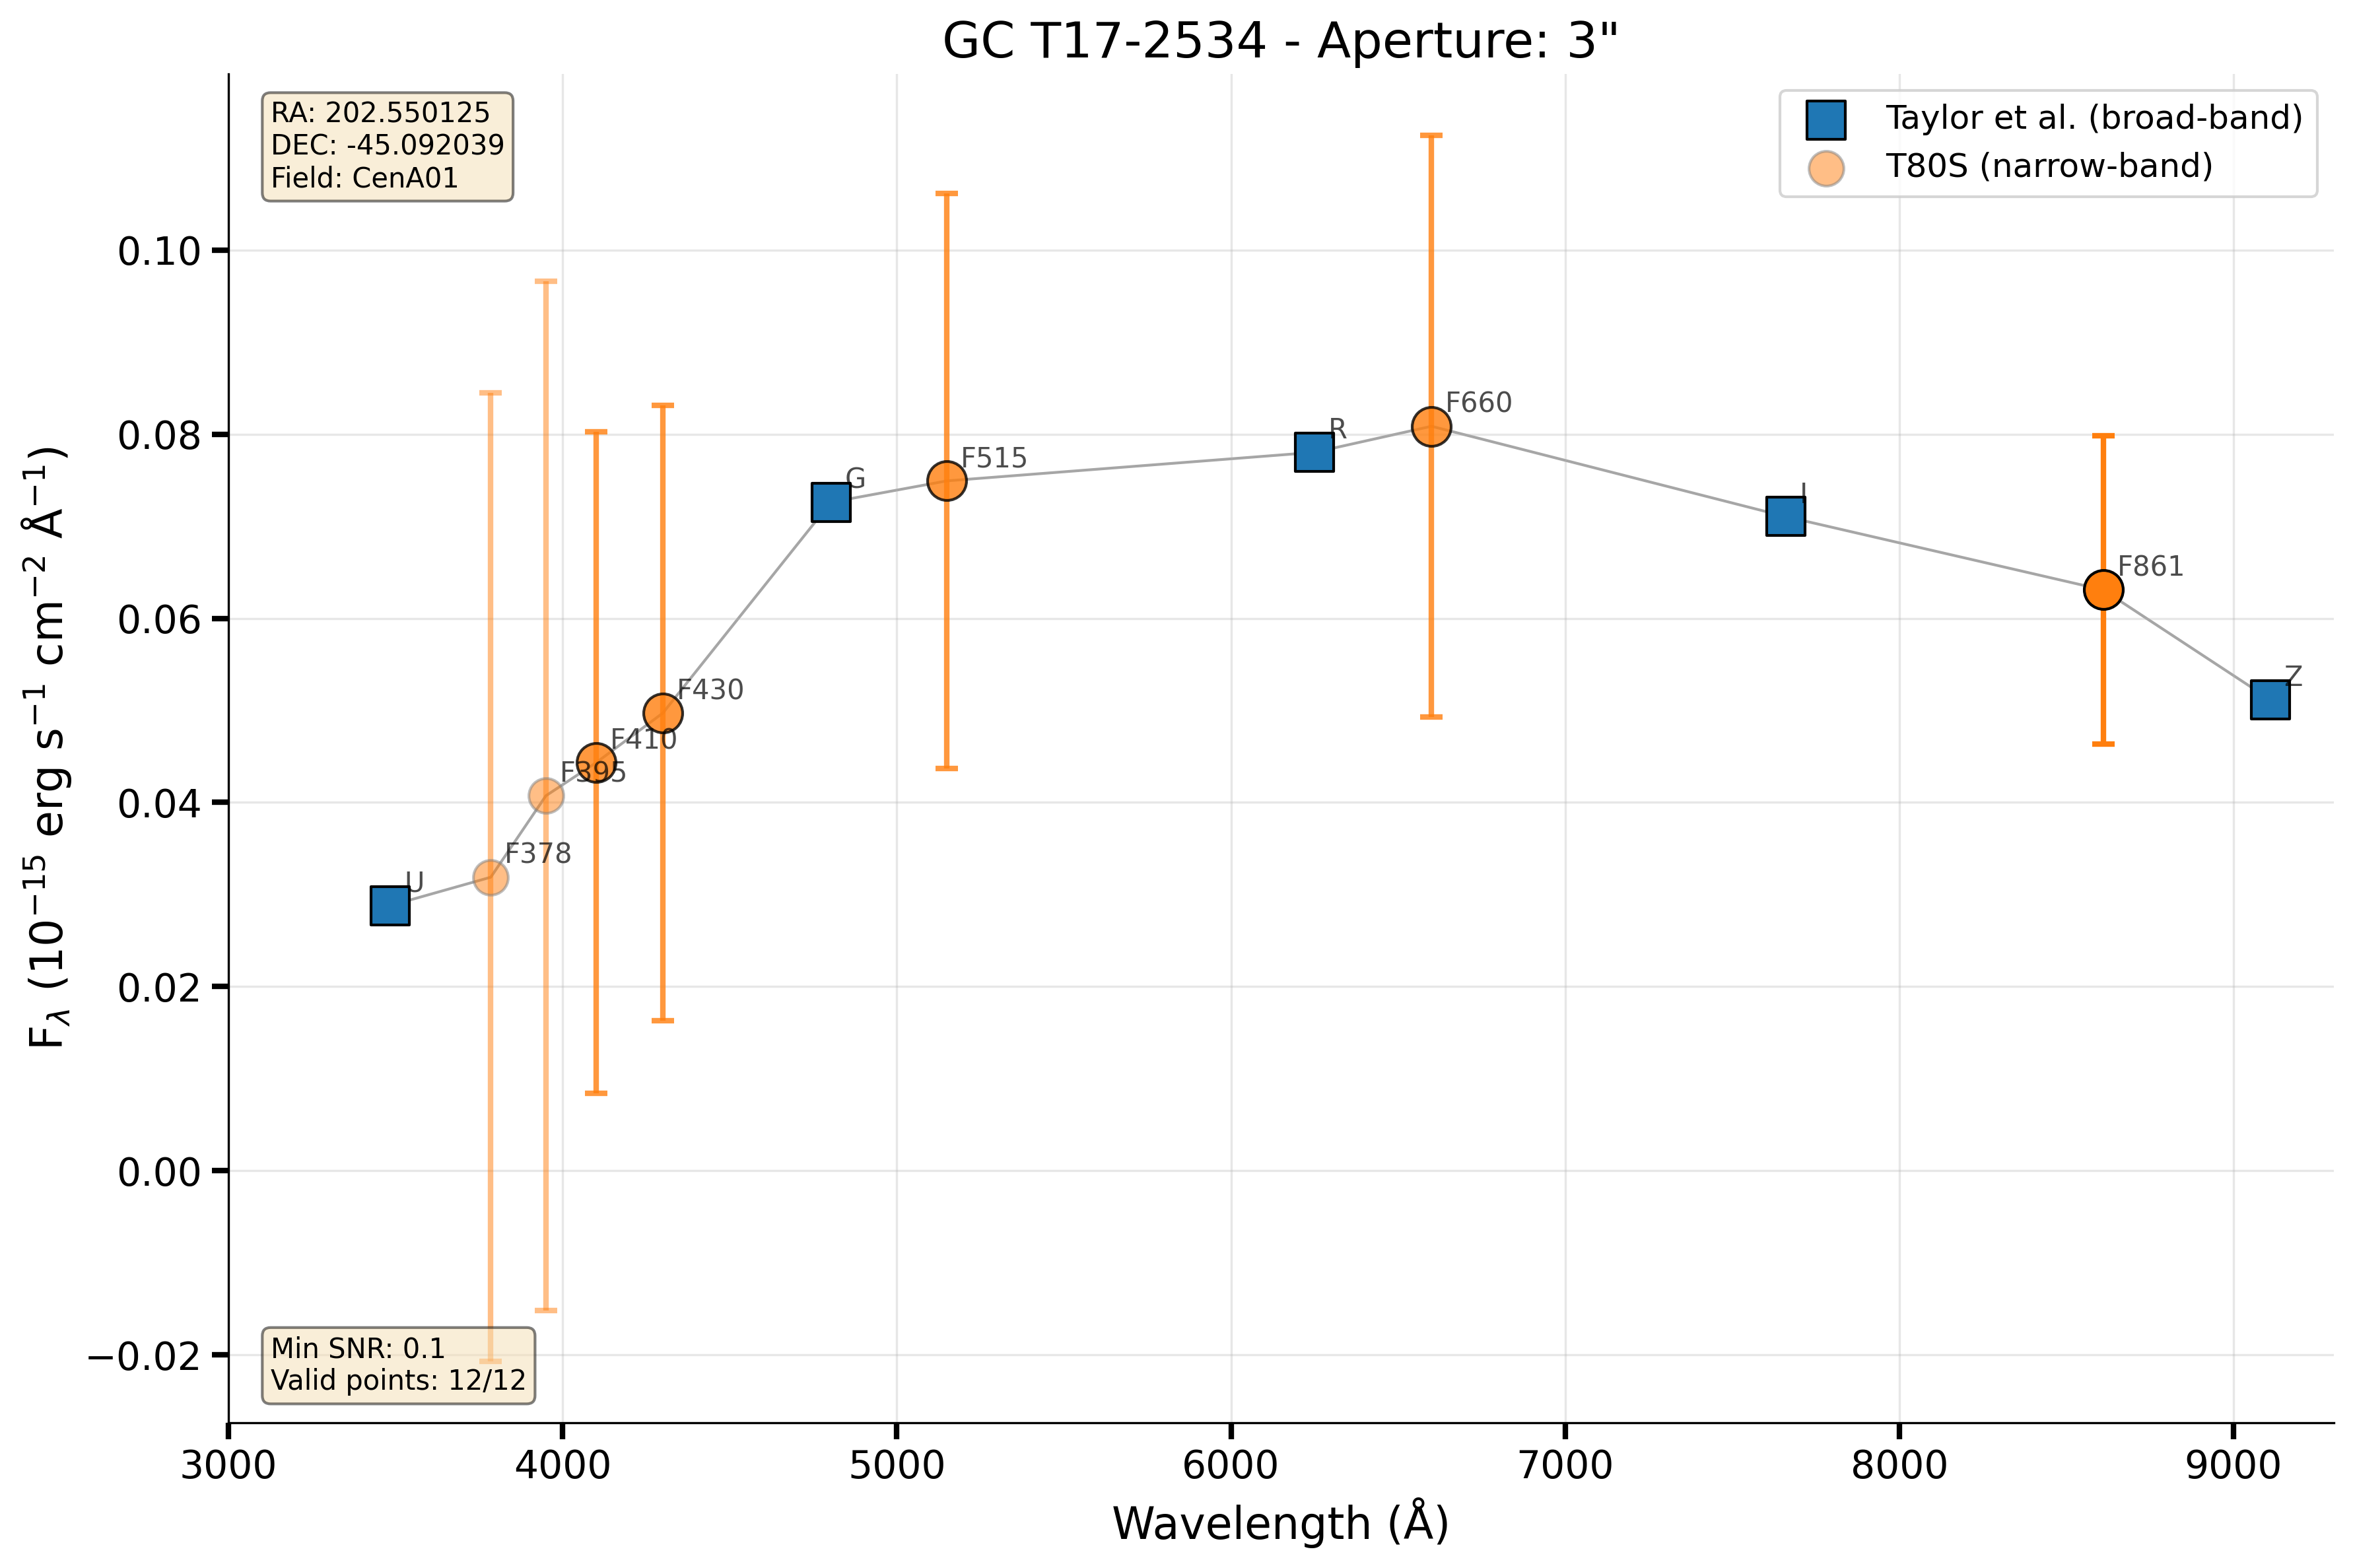 GC T17-2534 - Aperture: 3"
RA: 202.550125
DEC: -45.092039
Field: CenA01
Taylor et al. (broad-band)
T80S (narrow-band)
F_λ (10⁻¹⁵ erg s⁻¹ cm⁻² Å⁻¹)
0.10
0.08
0.06
0.04
0.02
0.00
−0.02
U
F378
F395
F410
F430
G
F515
R
F660
I
F861
Z
Min SNR: 0.1
Valid points: 12/12
3000
4000
5000
6000
7000
8000
9000
Wavelength (Å)